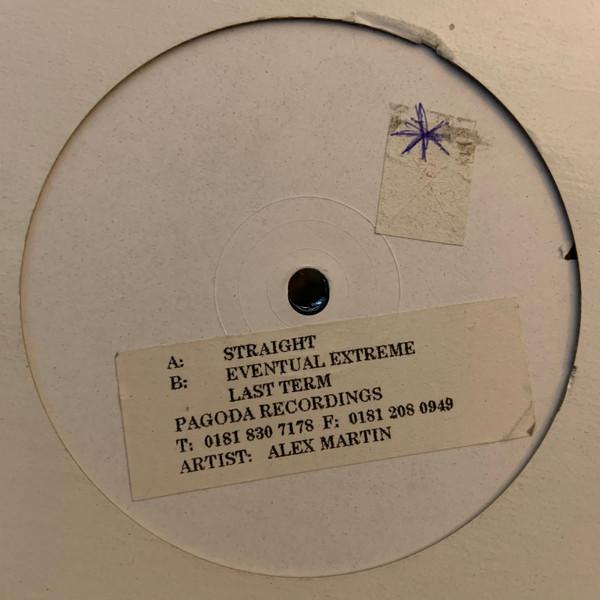 A: STRAIGHT
B: EVENTUAL EXTREME
LAST TERM
PAGODA RECORDINGS
T: 0181 830 7178 F: 0181 208 0949
ARTIST: ALEX MARTIN